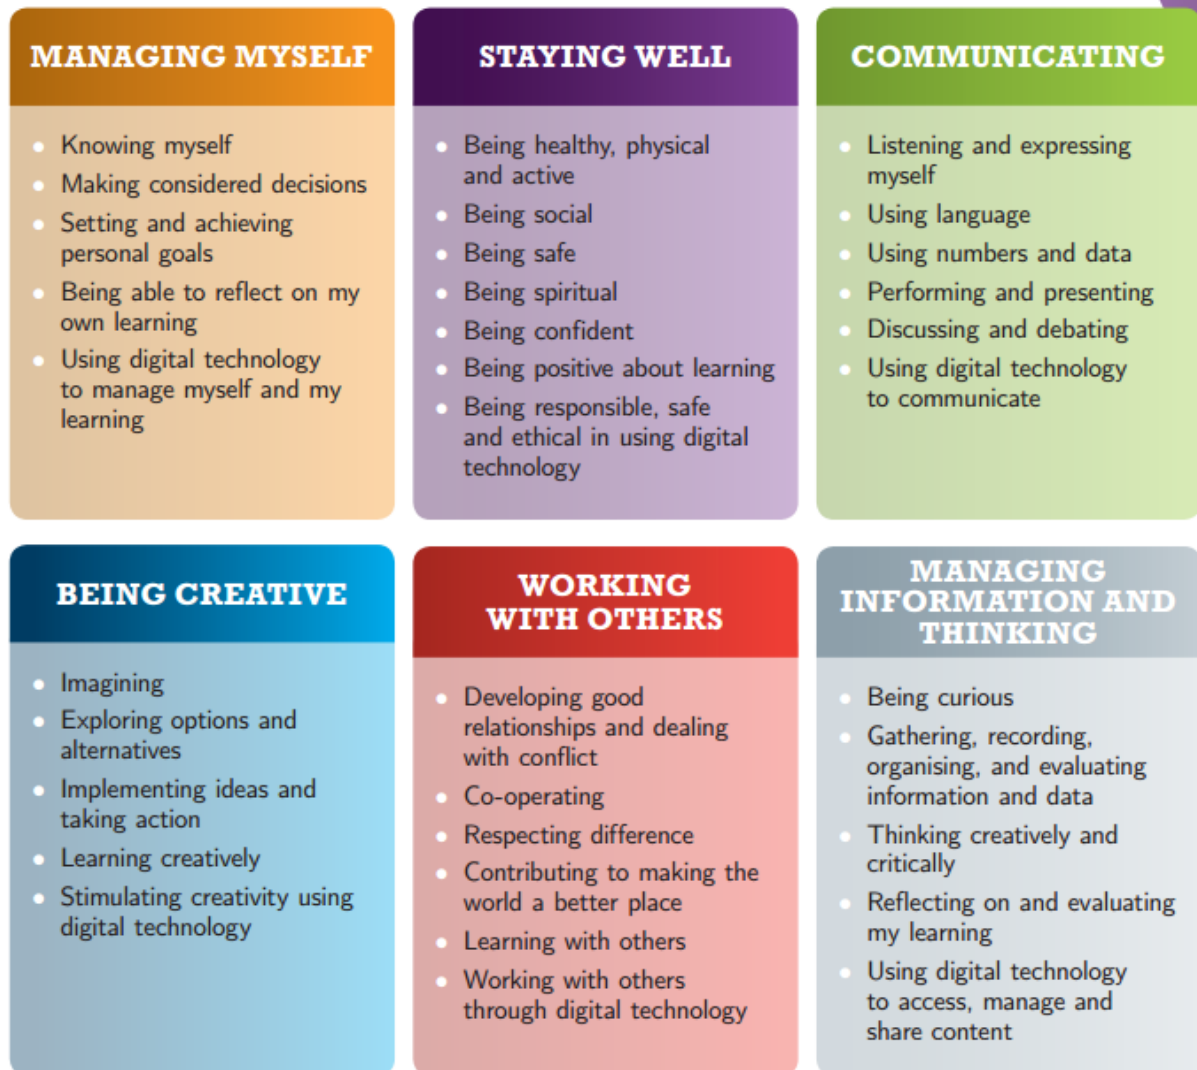 MANAGING MYSELF
• Knowing myself
• Making considered decisions
• Setting and achieving
personal goals
• Being able to reflect on my
own learning
• Using digital technology
to manage myself and my
learning
STAYING WELL
• Being healthy, physical
and active
• Being social
• Being safe
• Being spiritual
• Being confident
• Being positive about learning
• Being responsible, safe
and ethical in using digital
technology
COMMUNICATING
• Listening and expressing
myself
• Using language
• Using numbers and data
• Performing and presenting
• Discussing and debating
• Using digital technology
to communicate
BEING CREATIVE
• Imagining
• Exploring options and
alternatives
• Implementing ideas and
taking action
• Learning creatively
• Stimulating creativity using
digital technology
WORKING
WITH OTHERS
• Developing good
relationships and dealing
with conflict
• Co-operating
• Respecting difference
• Contributing to making the
world a better place
• Learning with others
• Working with others
through digital technology
MANAGING
INFORMATION AND
THINKING
• Being curious
• Gathering, recording,
organising, and evaluating
information and data
• Thinking creatively and
critically
• Reflecting on and evaluating
my learning
• Using digital technology
to access, manage and
share content